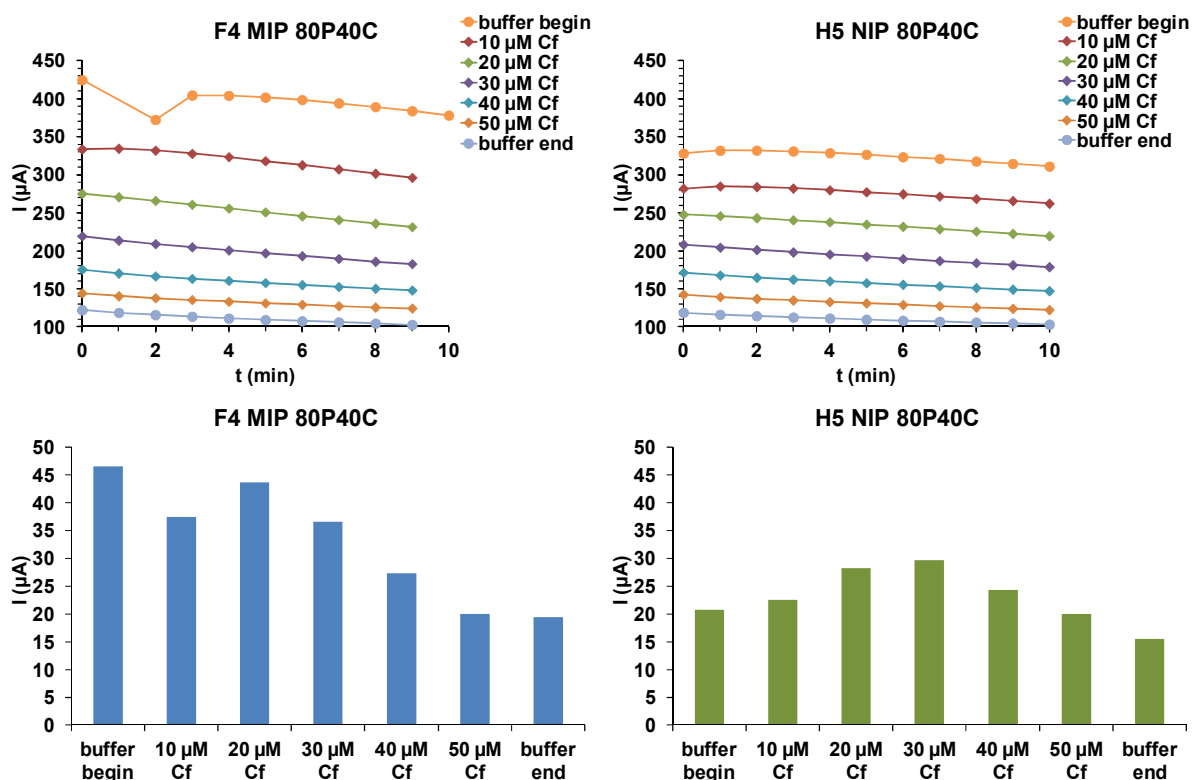 F4 MIP 80P40C
buffer begin
10 µM Cf
20 µM Cf
30 µM Cf
40 µM Cf
50 µM Cf
buffer end
450
400
350
300
250
200
150
100
I (µA)
0 2 4 6 8 10
t (min)
H5 NIP 80P40C
buffer begin
10 µM Cf
20 µM Cf
30 µM Cf
40 µM Cf
50 µM Cf
buffer end
450
400
350
300
250
200
150
100
I (µA)
0 2 4 6 8 10
t (min)
F4 MIP 80P40C
50
45
40
35
30
25
20
15
10
5
0
I (µA)
buffer 10 µM 20 µM 30 µM 40 µM 50 µM buffer
begin Cf Cf Cf Cf Cf end
H5 NIP 80P40C
50
45
40
35
30
25
20
15
10
5
0
I (µA)
buffer 10 µM 20 µM 30 µM 40 µM 50 µM buffer
begin Cf Cf Cf Cf Cf end